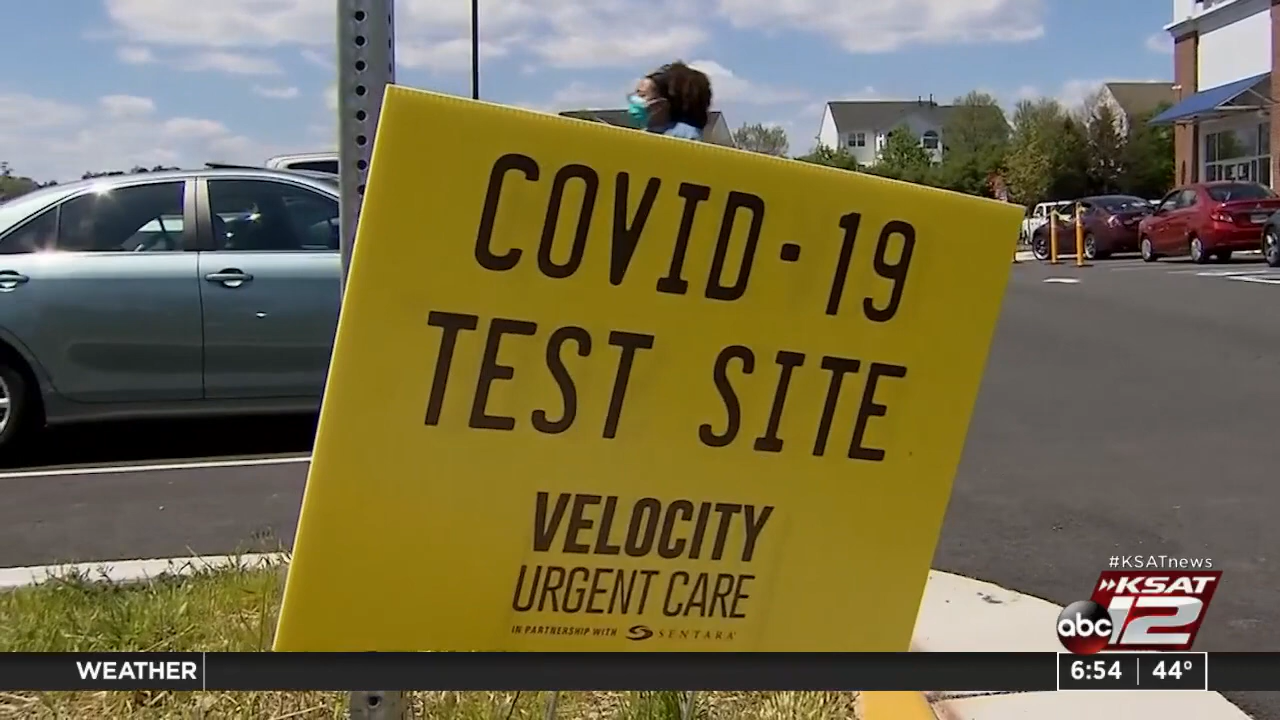 COVID-19
TEST SITE
VELOCITY
URGENT CARE
IN PARTNERSHIP WITH SENTARA
#KSATnews
KSAT
abc 12
WEATHER
6:54 44°